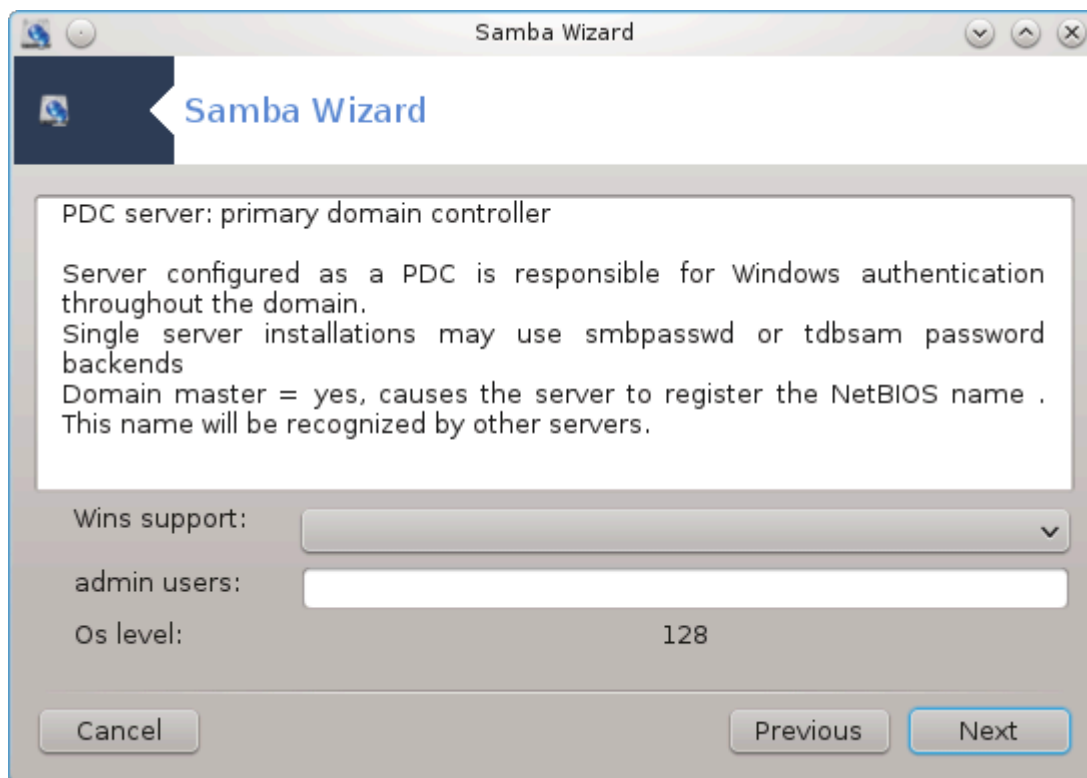 Samba Wizard
Samba Wizard
PDC server: primary domain controller
Server configured as a PDC is responsible for Windows authentication
throughout the domain.
Single server installations may use smbpasswd or tdbsam password
backends
Domain master = yes, causes the server to register the NetBIOS name .
This name will be recognized by other servers.
Wins support:
admin users:
Os level: 128
Cancel Previous Next